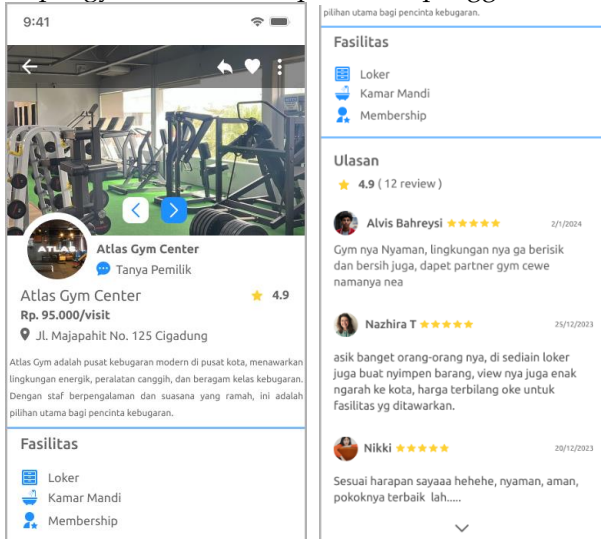 9:41
ATLAS
Atlas Gym Center
Tanya Pemilik
Atlas Gym Center
4.9
Rp. 95.000/visit
Jl. Majapahit No. 125 Cigadung
Atlas Gym adalah pusat kebugaran modern di pusat kota, menawarkan
lingkungan energik, peralatan canggih, dan beragam kelas kebugaran.
Dengan staf berpengalaman dan suasana yang ramah, ini adalah
pilihan utama bagi pencinta kebugaran.
Fasilitas
Loker
Kamar Mandi
Membership
pilihan utama bagi pencinta kebugaran.
Fasilitas
Loker
Kamar Mandi
Membership
Ulasan
4.9 ( 12 review )
Alvis Bahreysi
2/1/2024
Gym nya Nyaman, lingkungan nya ga berisik
dan bersih juga, dapet partner gym cewe
namanya nea
Nazhira T
25/12/2023
asik banget orang-orang nya, di sediain loker
juga buat nyimpen barang, view nya juga enak
ngarah ke kota, harga terbilang oke untuk
fasilitas yg ditawarkan.
Nikki
20/12/2023
Sesuai harapan sayaaa hehehe, nyaman, aman,
pokoknya terbaik lah.....